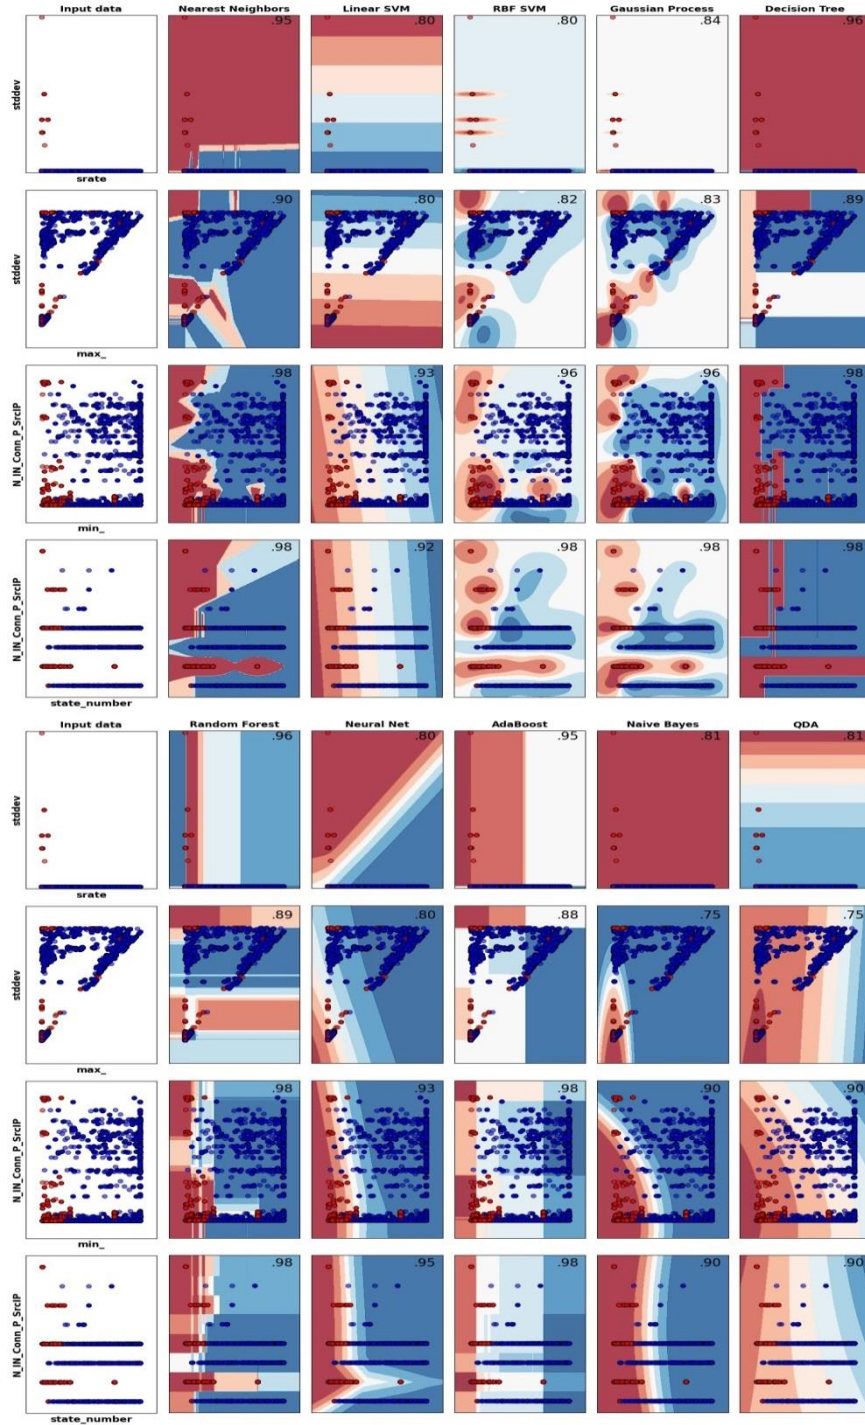 Input data Nearest Neighbors Linear SVM RBF SVM Gaussian Process Decision Tree
stddev .95 .80 .80 .84 .96
srate
stddev .90 .80 .82 .83 .89
max_
N_IN_Conn_P_SrcIP .98 .93 .96 .96 .98
min_
N_IN_Conn_P_SrcIP .98 .92 .98 .98 .98
state_number
Input data Random Forest Neural Net AdaBoost Naive Bayes QDA
stddev .96 .80 .95 .81 .81
srate
stddev .89 .80 .88 .75 .75
max_
N_IN_Conn_P_SrcIP .98 .93 .98 .90 .90
min_
N_IN_Conn_P_SrcIP .98 .95 .98 .90 .90
state_number